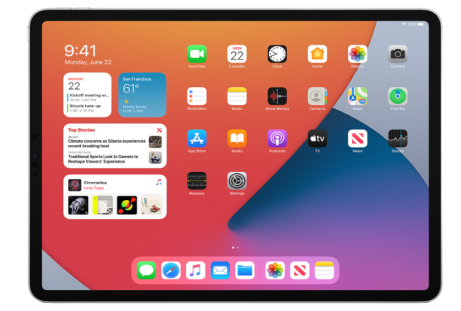 9:41
Monday, June 22
MONDAY
22
Kickoff meeting wi...
Bicycle tune-up
San Francisco
61°
Top Stories
Climate concerns as Siberia experiences
record-breaking heat
Traditional Sports Look to Gamers to
Reshape Viewers' Experience
Chromatica
Lady Gaga
FaceTime
MON
22
Calendar
Clock
Home
Photos
Camera
Reminders
Notes
Voice Memos
Contacts
Maps
Find My
App Store
Books
Podcasts
tv
TV
News
Stocks
Measure
Settings